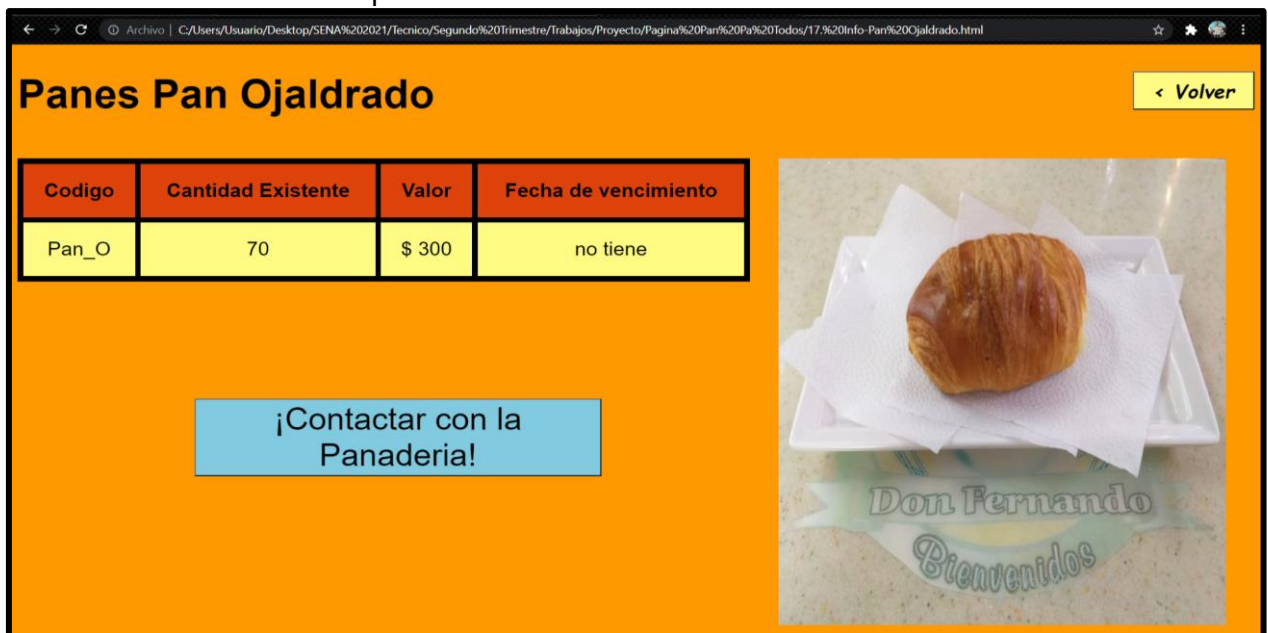 Archivo | C:/Users/Usuario/Desktop/SENA%202021/Tecnico/Segundo%20Trimestre/Trabajos/Proyecto/Pagina%20Pan%20Pa%20Todos/17.%20Info-Pan%20Ojaldrado.html
Panes Pan Ojaldrado
< Volver
Codigo Cantidad Existente Valor Fecha de vencimiento
Pan_O 70 $ 300 no tiene
¡Contactar con la
Panaderia!
Don Fernando
Bienvenidos